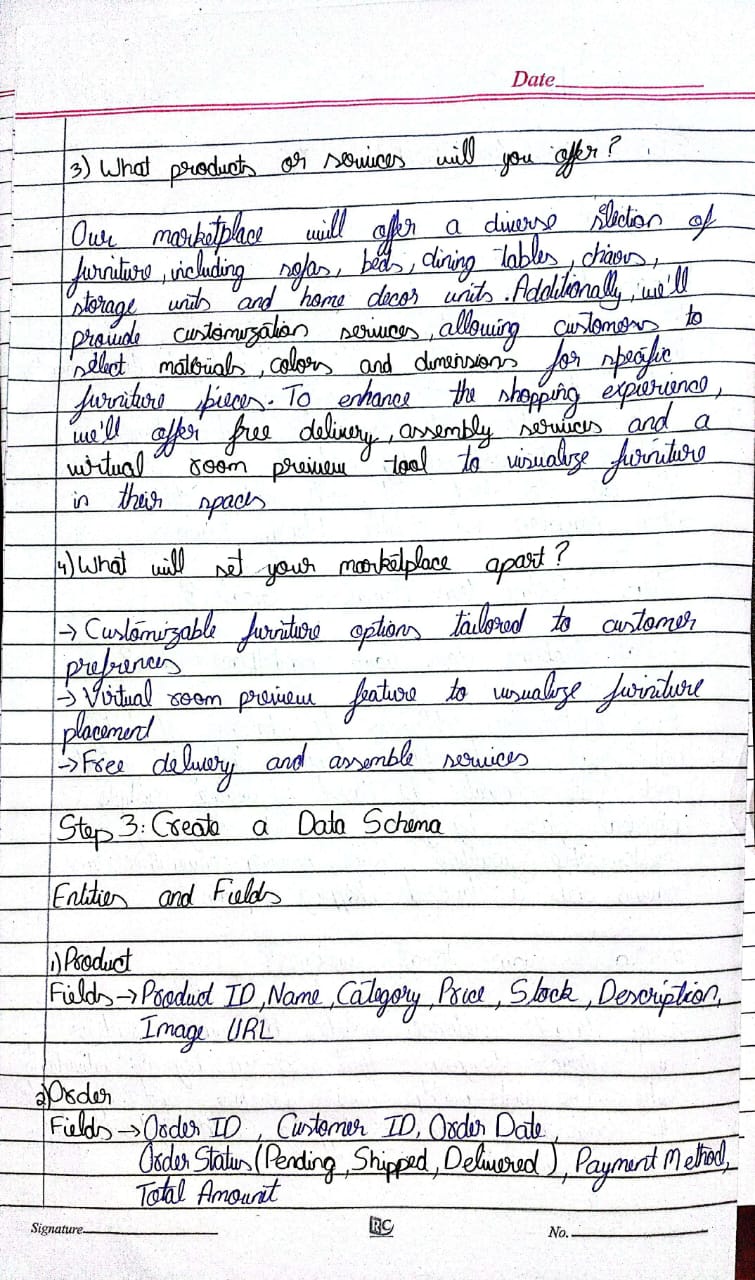 Date
3) What products or services will you offer?
Our marketplace will offer a diverse slection of
furniture, including sofas, beds, dining tables, chairs,
storage units and home decor units. Additionally, we'll
provide customization services, allowing customers to
select materials, colors and dimensions for specific
furniture pieces. To enhance the shopping experience,
we'll offer free delivery, assembly services and a
virtual room preivew tool to visualize furniture
in their spaces
4) What will set your marketplace apart?
→ Customizable furniture options tailored to customer
prefrences
→ Virtual room preivew feature to visualize furniture
placement
→ Free delivery and assemble services
Step 3: Create a Data Schema
Entities and Fields
1) Product
Fields → Product ID, Name, Category, Price, Stock, Description,
Image URL
2) Order
Fields → Order ID, Customer ID, Order Date,
Order Status (Pending, Shipped, Delivered), Payment Method,
Total Amount
Signature RC No.